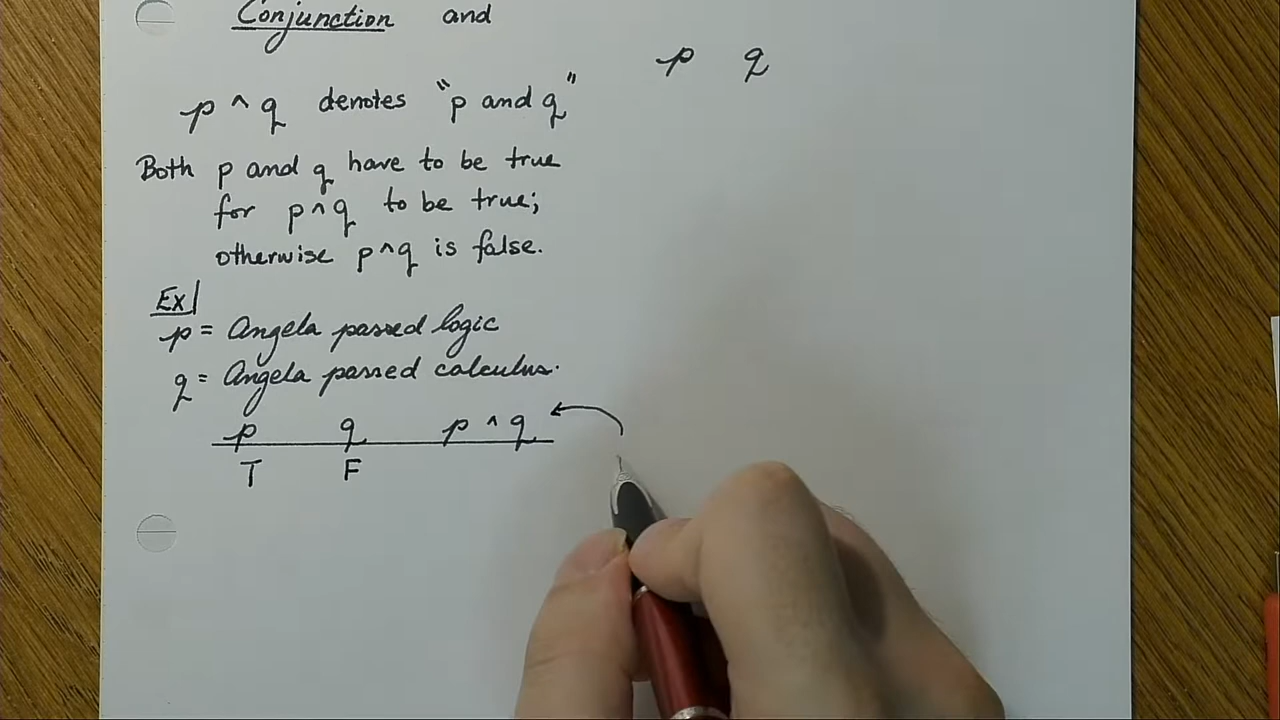 Conjunction and
p ^ q denotes "p and q"
Both p and q have to be true
for p^q to be true;
otherwise p^q is false.
Ex
p = Angela passed logic
q = Angela passed calculus.
p q p ^ q
T F
p q